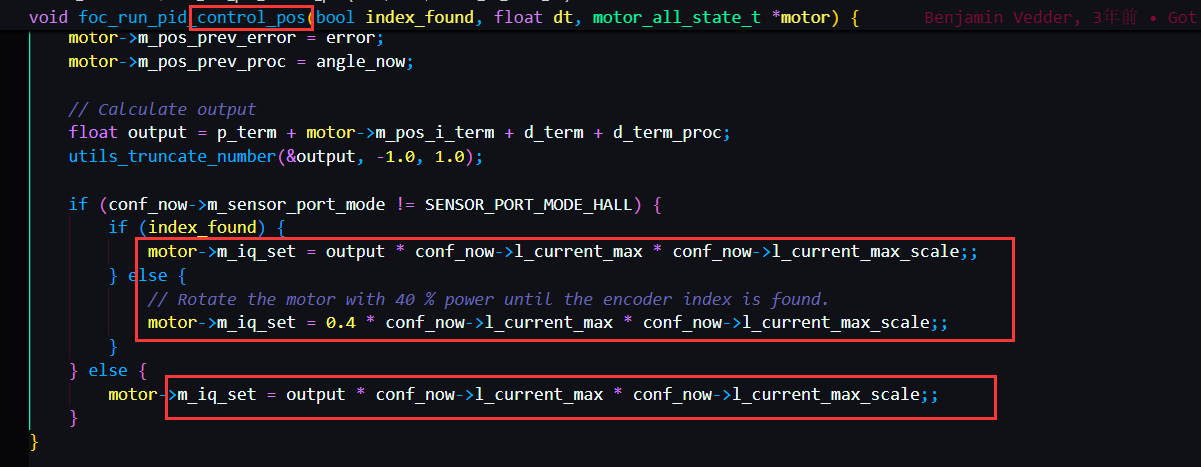 void foc_run_pid_control_pos(bool index_found, float dt, motor_all_state_t *motor) { Benjamin Vedder, 3年前 • Got
motor->m_pos_prev_error = error;
motor->m_pos_prev_proc = angle_now;
// Calculate output
float output = p_term + motor->m_pos_i_term + d_term + d_term_proc;
utils_truncate_number(&output, -1.0, 1.0);
if (conf_now->m_sensor_port_mode != SENSOR_PORT_MODE_HALL) {
if (index_found) {
motor->m_iq_set = output * conf_now->l_current_max * conf_now->l_current_max_scale;;
} else {
// Rotate the motor with 40 % power until the encoder index is found.
motor->m_iq_set = 0.4 * conf_now->l_current_max * conf_now->l_current_max_scale;;
}
} else {
motor->m_iq_set = output * conf_now->l_current_max * conf_now->l_current_max_scale;;
}
}